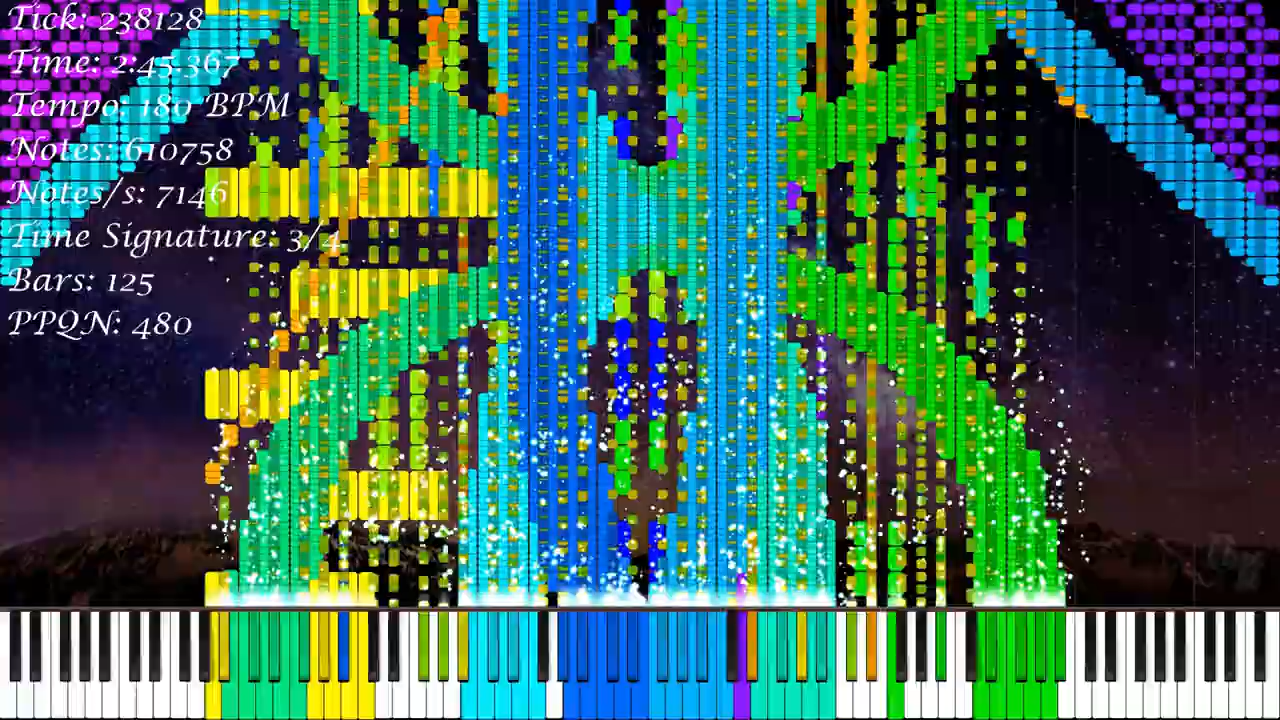 Tick: 238128
Time: 2:45.367
Tempo: 180 BPM
Notes: 610758
Notes/s: 7146
Time Signature: 3/4
Bars: 125
PPQN: 480